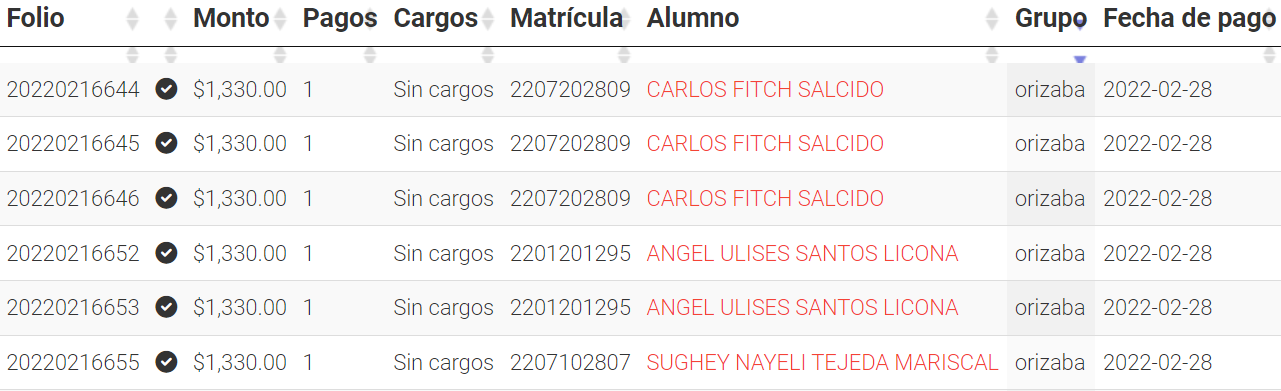 Folio Monto Pagos Cargos Matrícula Alumno Grupo Fecha de pago
20220216644 $1,330.00 1 Sin cargos 2207202809 CARLOS FITCH SALCIDO orizaba 2022-02-28
20220216645 $1,330.00 1 Sin cargos 2207202809 CARLOS FITCH SALCIDO orizaba 2022-02-28
20220216646 $1,330.00 1 Sin cargos 2207202809 CARLOS FITCH SALCIDO orizaba 2022-02-28
20220216652 $1,330.00 1 Sin cargos 2201201295 ANGEL ULISES SANTOS LICONA orizaba 2022-02-28
20220216653 $1,330.00 1 Sin cargos 2201201295 ANGEL ULISES SANTOS LICONA orizaba 2022-02-28
20220216655 $1,330.00 1 Sin cargos 2207102807 SUGHEY NAYELI TEJEDA MARISCAL orizaba 2022-02-28